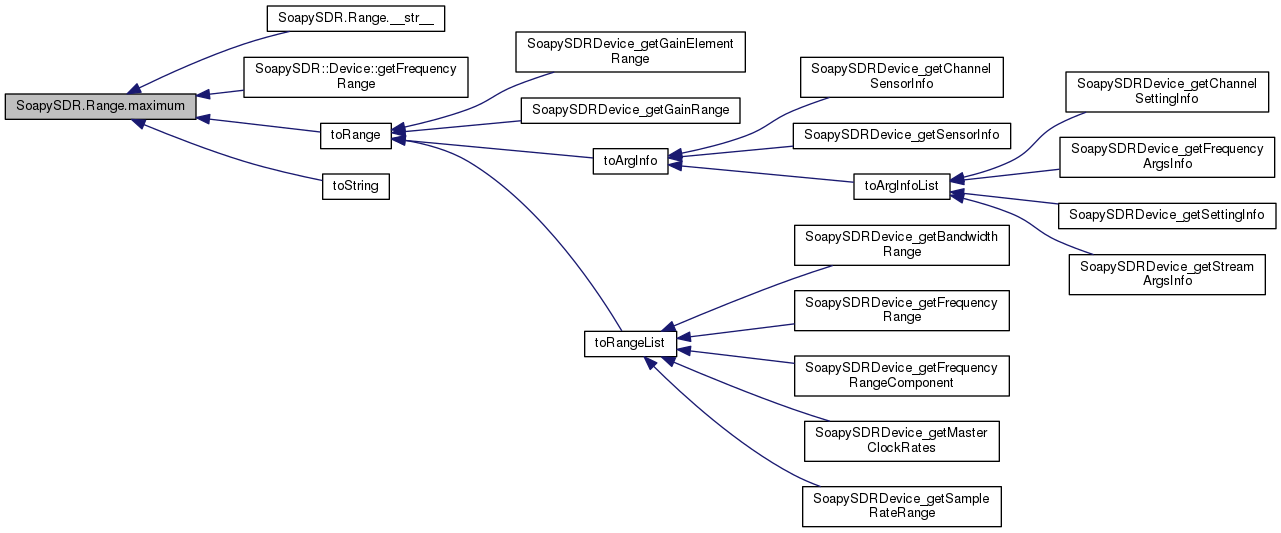 SoapySDR.Range.__str__
SoapySDR::Device::getFrequency
Range
SoapySDR.Range.maximum
toRange
toString
SoapySDRDevice_getGainElement
Range
SoapySDRDevice_getGainRange
toArgInfo
toRangeList
SoapySDRDevice_getChannel
SensorInfo
SoapySDRDevice_getSensorInfo
toArgInfoList
SoapySDRDevice_getChannel
SettingInfo
SoapySDRDevice_getFrequency
ArgsInfo
SoapySDRDevice_getSettingInfo
SoapySDRDevice_getStream
ArgsInfo
SoapySDRDevice_getBandwidth
Range
SoapySDRDevice_getFrequency
Range
SoapySDRDevice_getFrequency
RangeComponent
SoapySDRDevice_getMaster
ClockRates
SoapySDRDevice_getSample
RateRange